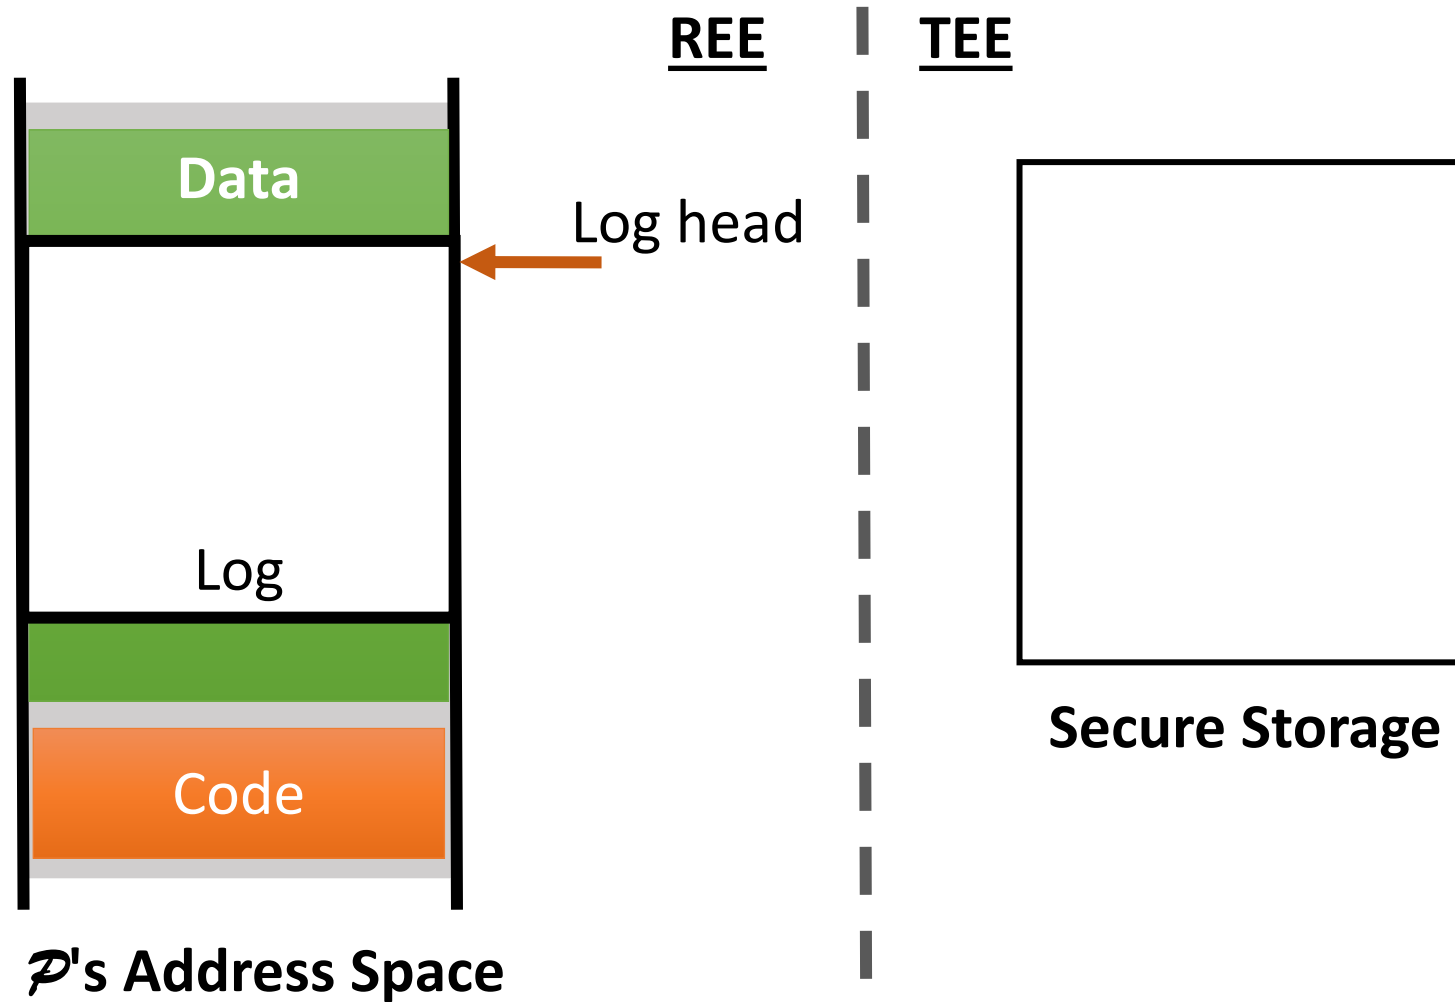 REE
TEE
Data
Log head
Log
Secure Storage
Code
𝒫's Address Space